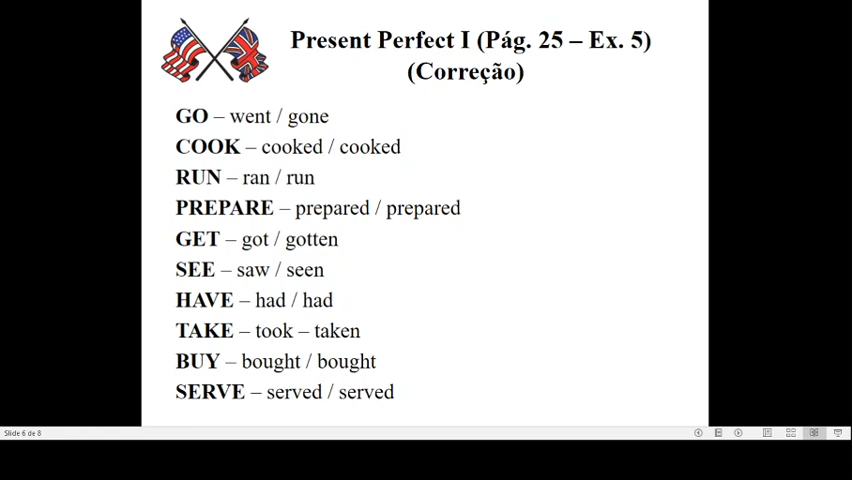 Present Perfect I (Pág. 25 – Ex. 5)
(Correção)
GO – went / gone
COOK – cooked / cooked
RUN – ran / run
PREPARE – prepared / prepared
GET – got / gotten
SEE – saw / seen
HAVE – had / had
TAKE – took – taken
BUY – bought / bought
SERVE – served / served
Slide 6 de 8